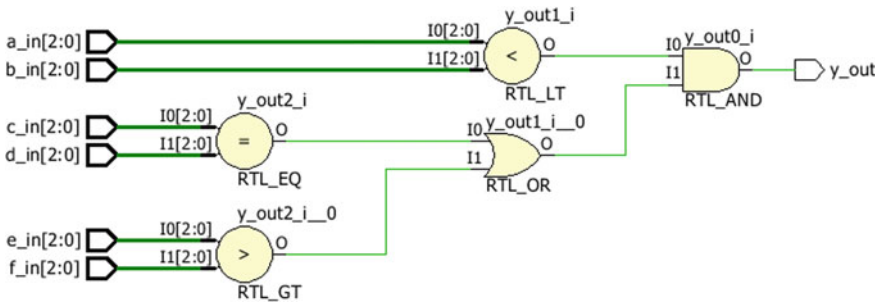 y_out1_i
a_in[2:0] I0[2:0] < O I0 y_out0_i
b_in[2:0] I1[2:0] I1 O y_out
RTL_LT RTL_AND
y_out2_i
c_in[2:0] I0[2:0] = O I0 y_out1_i__0
d_in[2:0] I1[2:0] I1 O
RTL_EQ RTL_OR
y_out2_i__0
e_in[2:0] I0[2:0] > O
f_in[2:0] I1[2:0]
RTL_GT